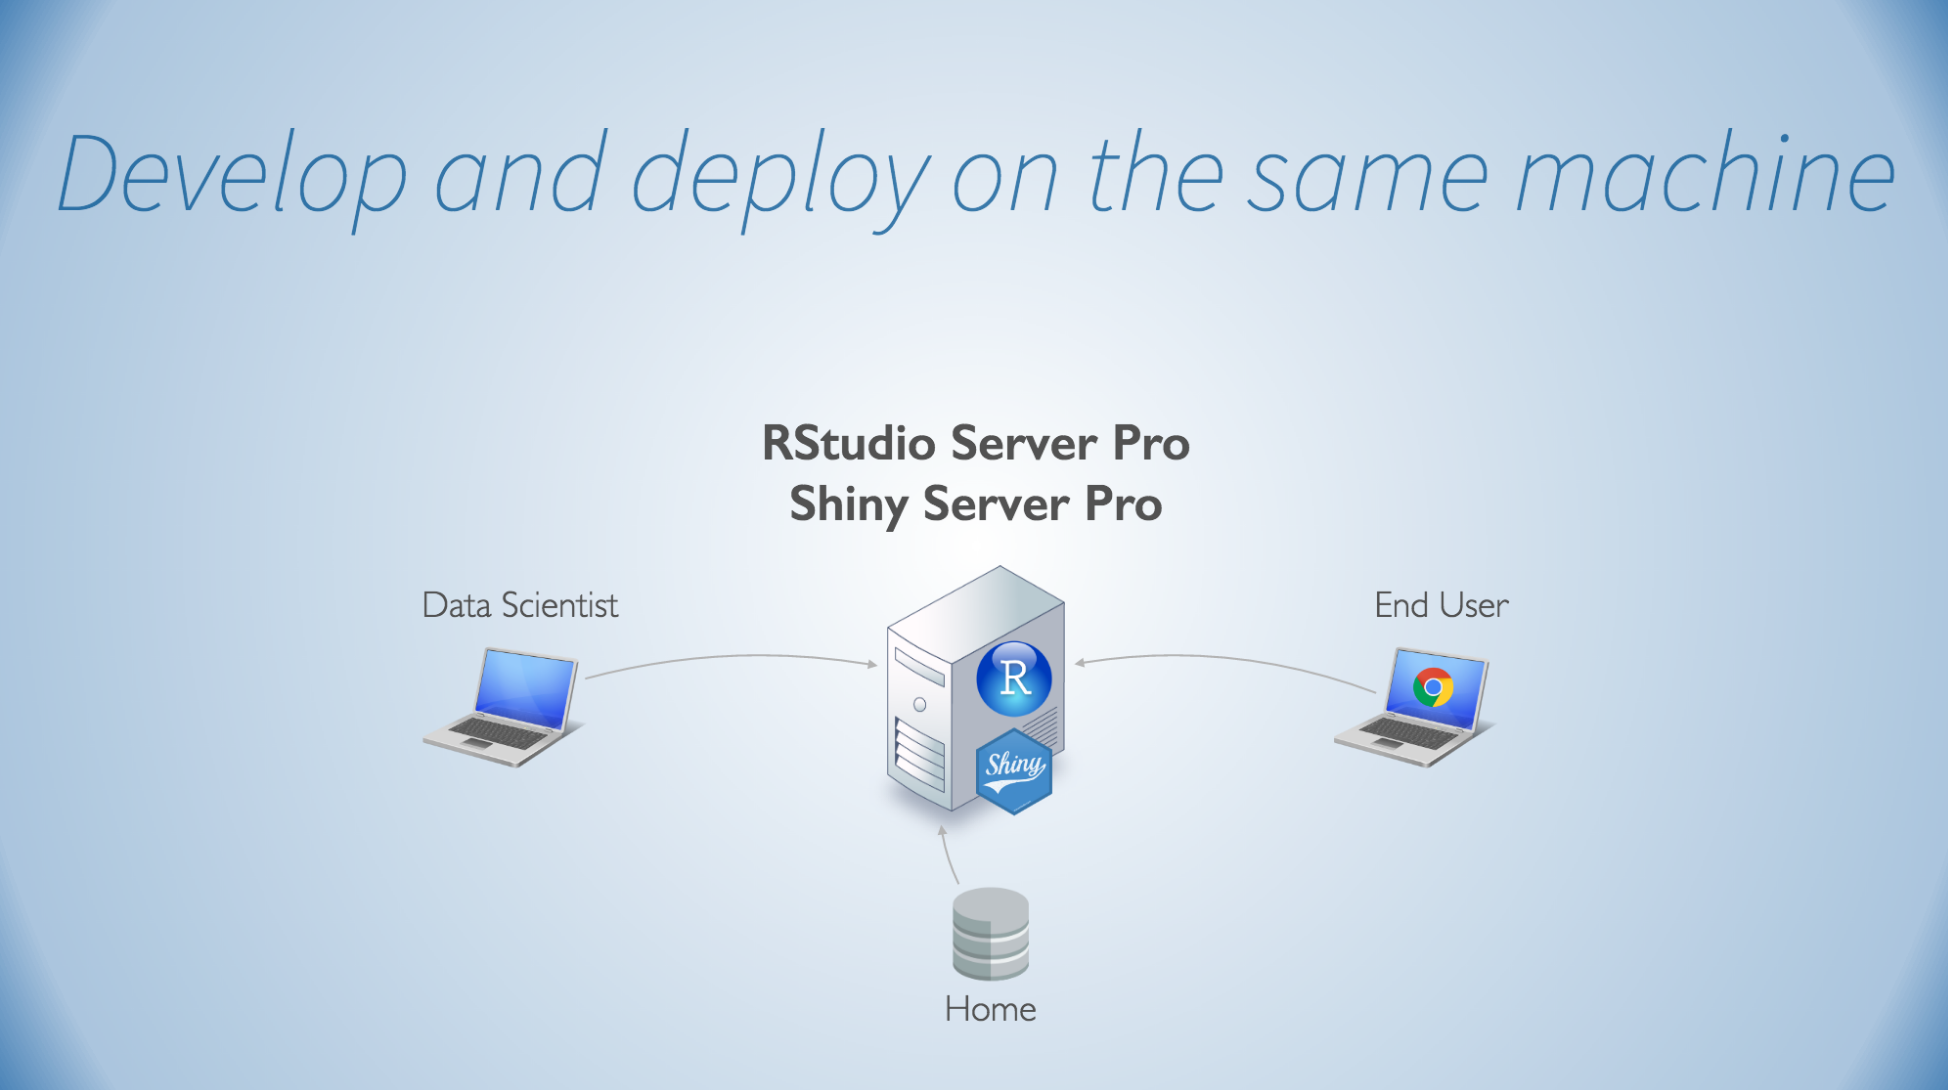 Develop and deploy on the same machine
RStudio Server Pro
Shiny Server Pro
Data Scientist
End User
R
Shiny
Home